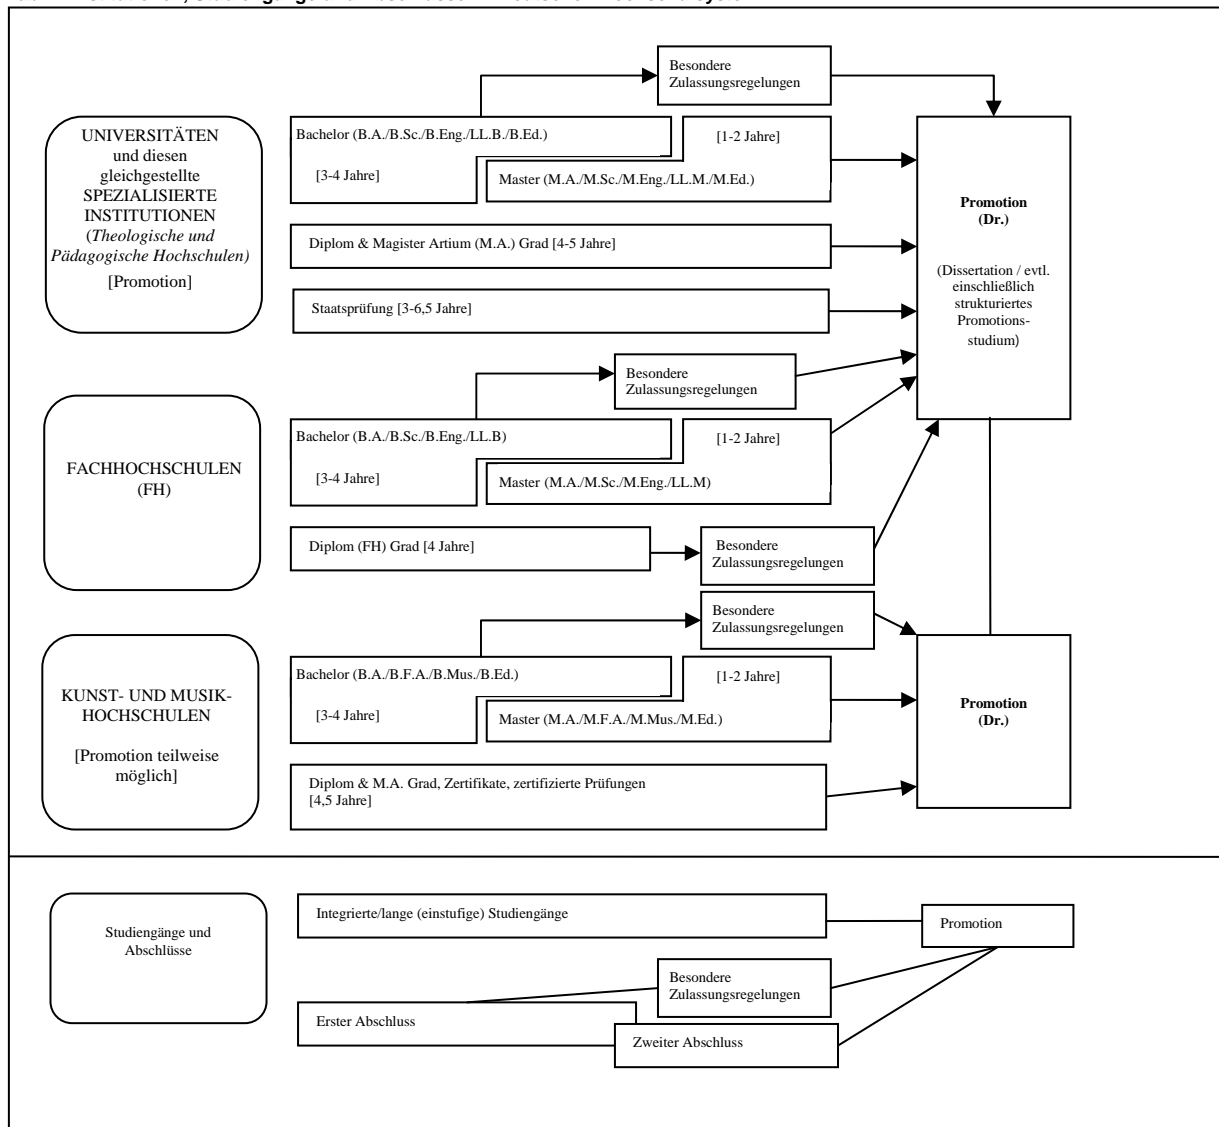 Besondere
Zulassungsregelungen
UNIVERSITÄTEN
und diesen
gleichgestellte
SPEZIALISIERTE
INSTITUTIONEN
(Theologische und
Pädagogische Hochschulen)
[Promotion]
Bachelor (B.A./B.Sc./B.Eng./LL.B./B.Ed.)
[3-4 Jahre]
[1-2 Jahre]
Master (M.A./M.Sc./M.Eng./LL.M./M.Ed.)
Diplom & Magister Artium (M.A.) Grad [4-5 Jahre]
Staatsprüfung [3-6,5 Jahre]
Promotion
(Dr.)
(Dissertation / evtl.
einschließlich
strukturiertes
Promotions-
studium)
Besondere
Zulassungsregelungen
FACHHOCHSCHULEN
(FH)
Bachelor (B.A./B.Sc./B.Eng./LL.B)
[3-4 Jahre]
[1-2 Jahre]
Master (M.A./M.Sc./M.Eng./LL.M)
Diplom (FH) Grad [4 Jahre]
Besondere
Zulassungsregelungen
Besondere
Zulassungsregelungen
KUNST- UND MUSIK-
HOCHSCHULEN
[Promotion teilweise
möglich]
Bachelor (B.A./B.F.A./B.Mus./B.Ed.)
[3-4 Jahre]
[1-2 Jahre]
Master (M.A./M.F.A./M.Mus./M.Ed.)
Diplom & M.A. Grad, Zertifikate, zertifizierte Prüfungen
[4,5 Jahre]
Promotion
(Dr.)
Studiengänge und
Abschlüsse
Integrierte/lange (einstufige) Studiengänge
Promotion
Besondere
Zulassungsregelungen
Erster Abschluss
Zweiter Abschluss